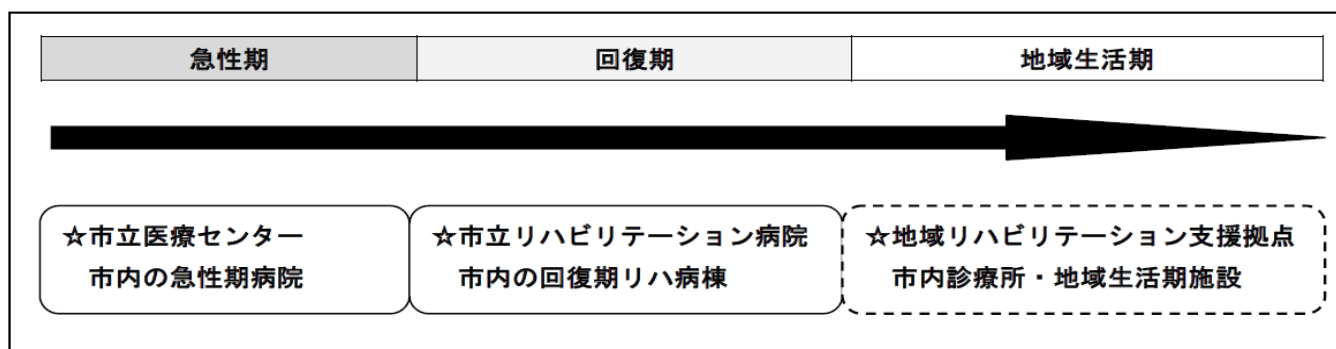 急性期 回復期 地域生活期
☆市立医療センター
市内の急性期病院
☆市立リハビリテーション病院
市内の回復期リハ病棟
☆地域リハビリテーション支援拠点
市内診療所・地域生活期施設